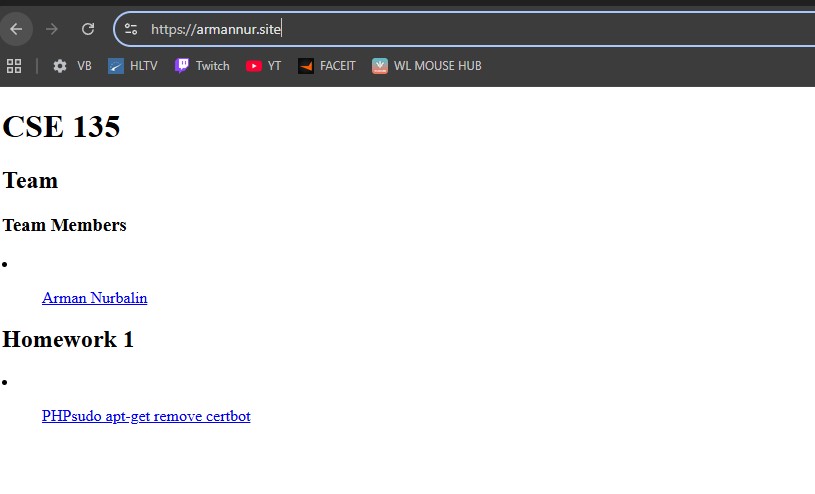 https://armannur.site
VB HLTV Twitch YT FACEIT WL MOUSE HUB
CSE 135
Team
Team Members
Arman Nurbalin
Homework 1
PHPsudo apt-get remove certbot